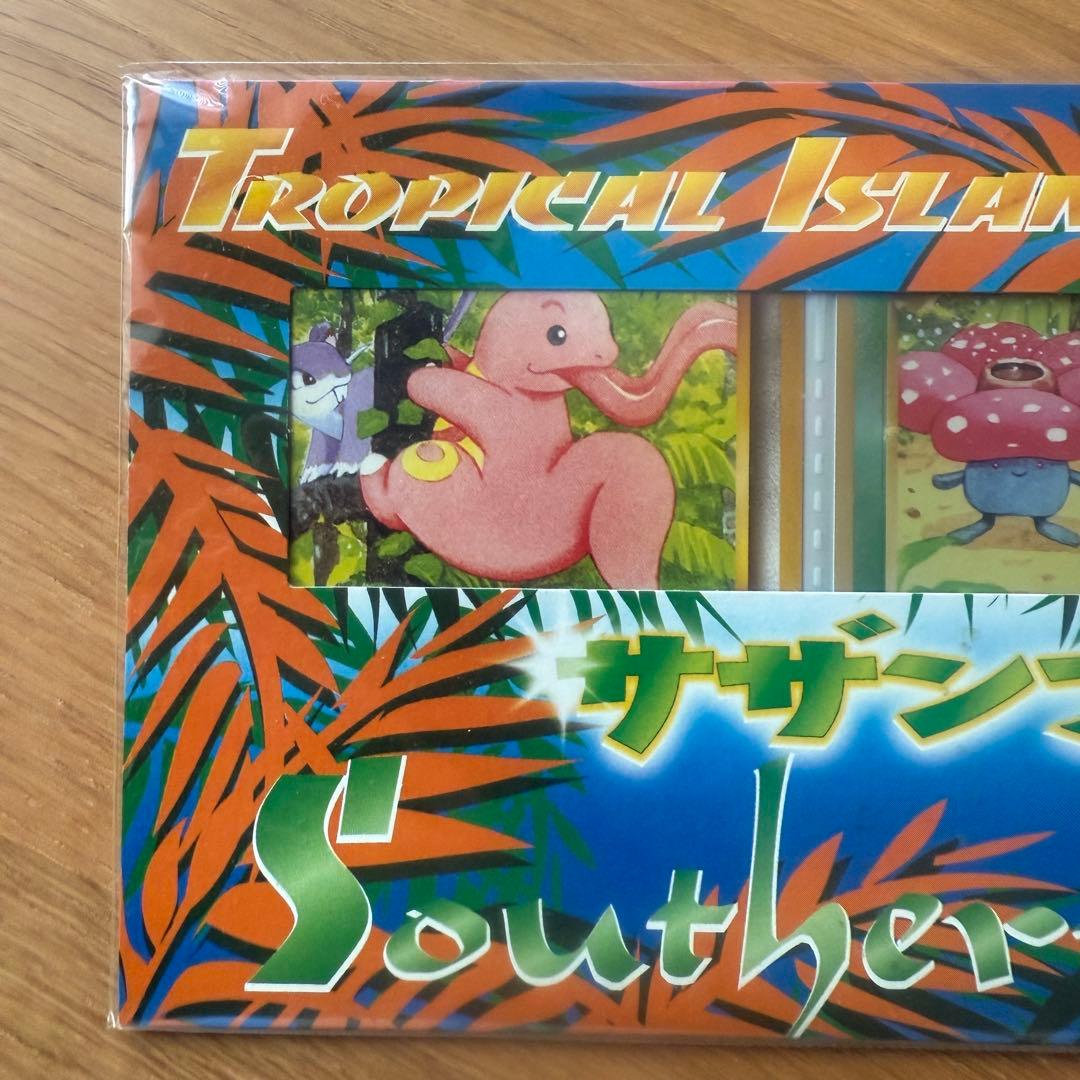 TROPICAL ISLAN
サザン
Souther